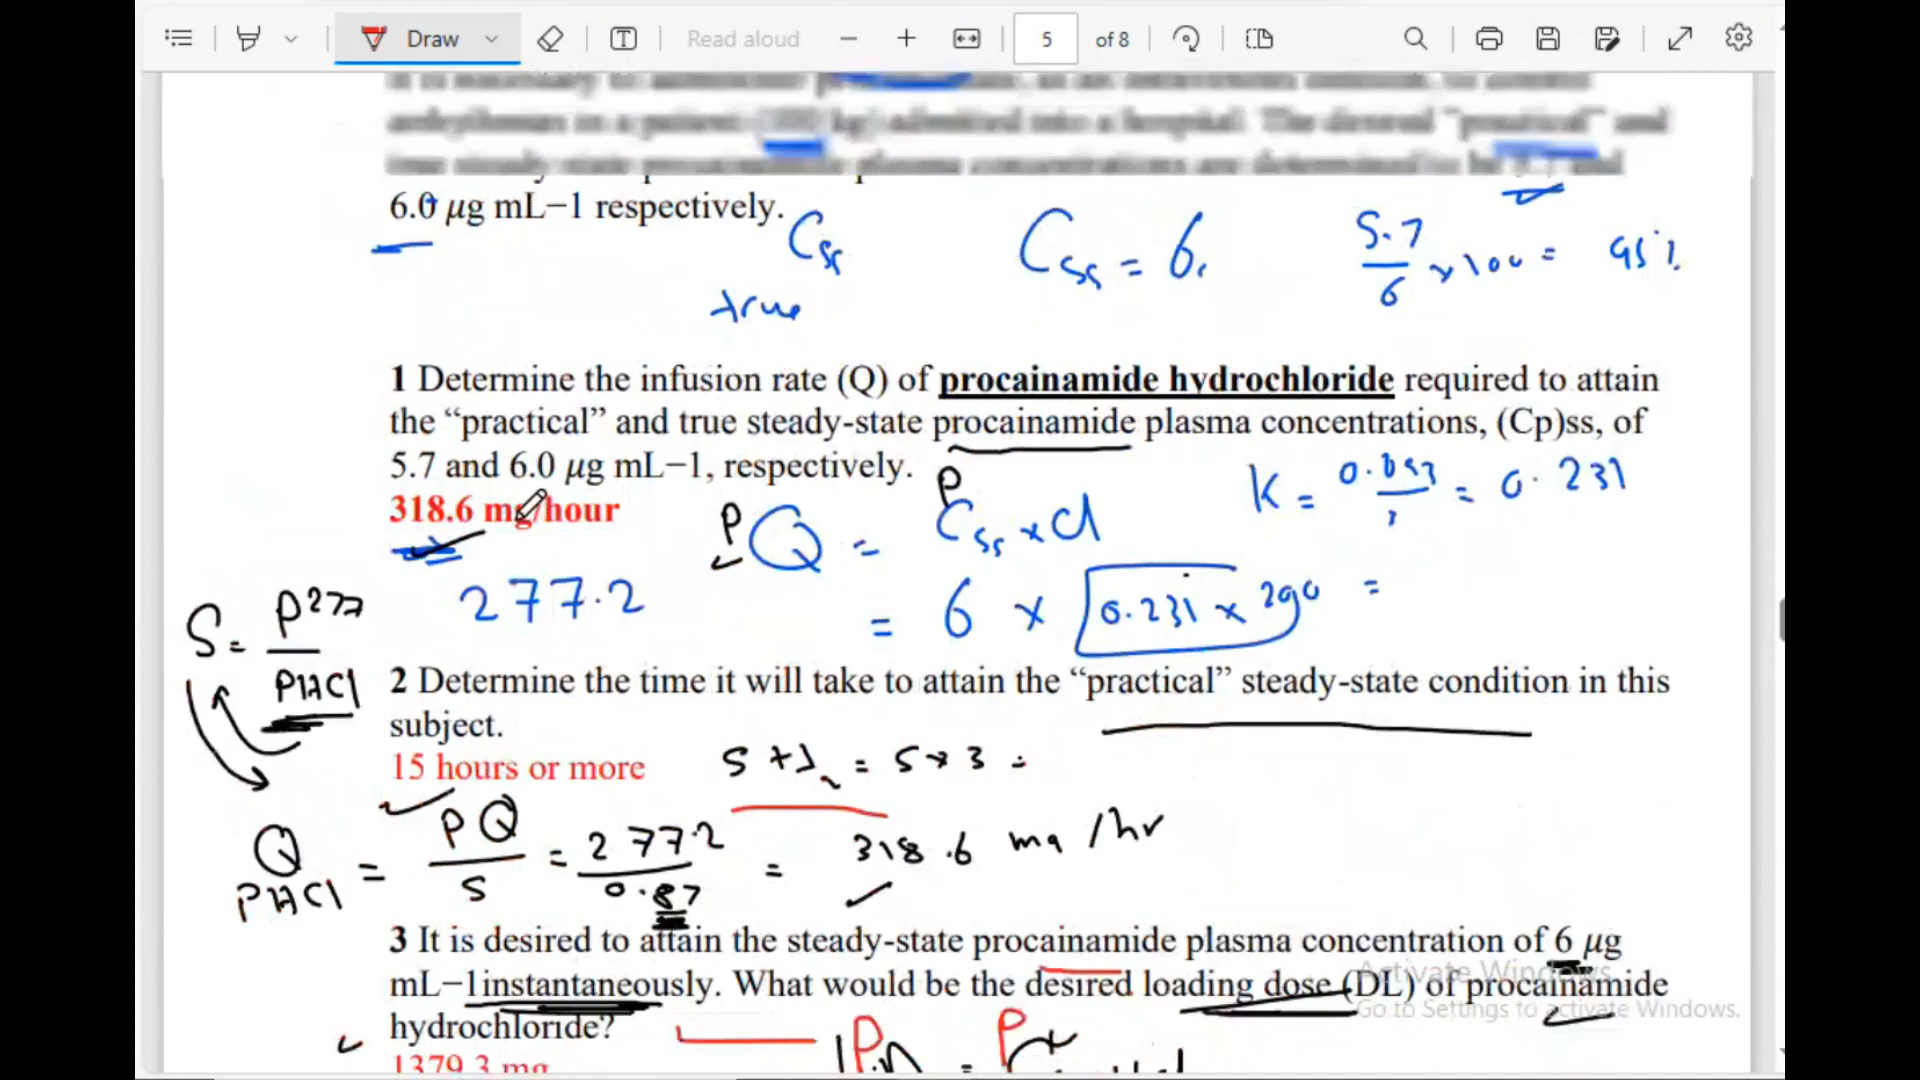 Draw Read aloud 5 of 8
6.0 µg mL−1 respectively.
Css
Css = 6.
5.7
6
x 100 = 95 %
true
1 Determine the infusion rate (Q) of procainamide hydrochloride required to attain
the “practical” and true steady-state procainamide plasma concentrations, (Cp)ss, of
5.7 and 6.0 µg mL−1, respectively.
318.6 mg/hour
P Q = P Css x Cl
K = 0.693 = 0.231
277.2
= 6 x 0.231 x 200 =
S = P 277
PHCl
2 Determine the time it will take to attain the “practical” steady-state condition in this
subject.
15 hours or more
5 t½ = 5 x 3 =
Q PHCl = PQ
S
= 277.2
0.87
= 318.6 mg /hr
3 It is desired to attain the steady-state procainamide plasma concentration of 6 µg
mL−1instantaneously. What would be the desired loading dose (DL) of procainamide
hydrochloride?
1379.3 mg
Activate Windows
Go to Settings to activate Windows.